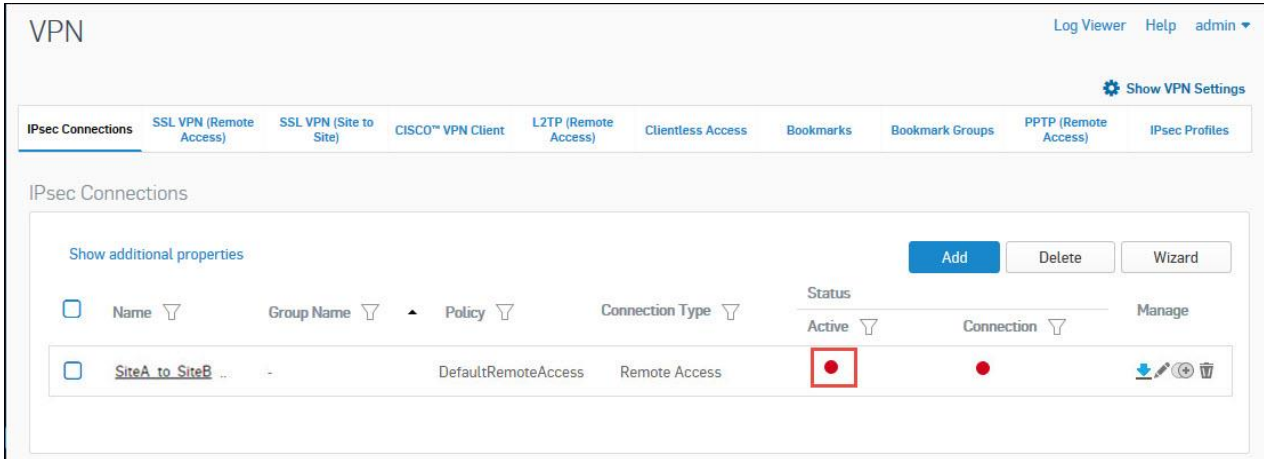 VPN
Log Viewer Help admin
Show VPN Settings
IPsec Connections
SSL VPN (Remote
Access)
SSL VPN (Site to
Site)
CISCO™ VPN Client
L2TP (Remote
Access)
Clientless Access
Bookmarks
Bookmark Groups
PPTP (Remote
Access)
IPsec Profiles
IPsec Connections
Show additional properties
Add
Delete
Wizard
Name
Group Name
Policy
Connection Type
Status
Active
Connection
Manage
SiteA_to_SiteB ..
-
DefaultRemoteAccess
Remote Access